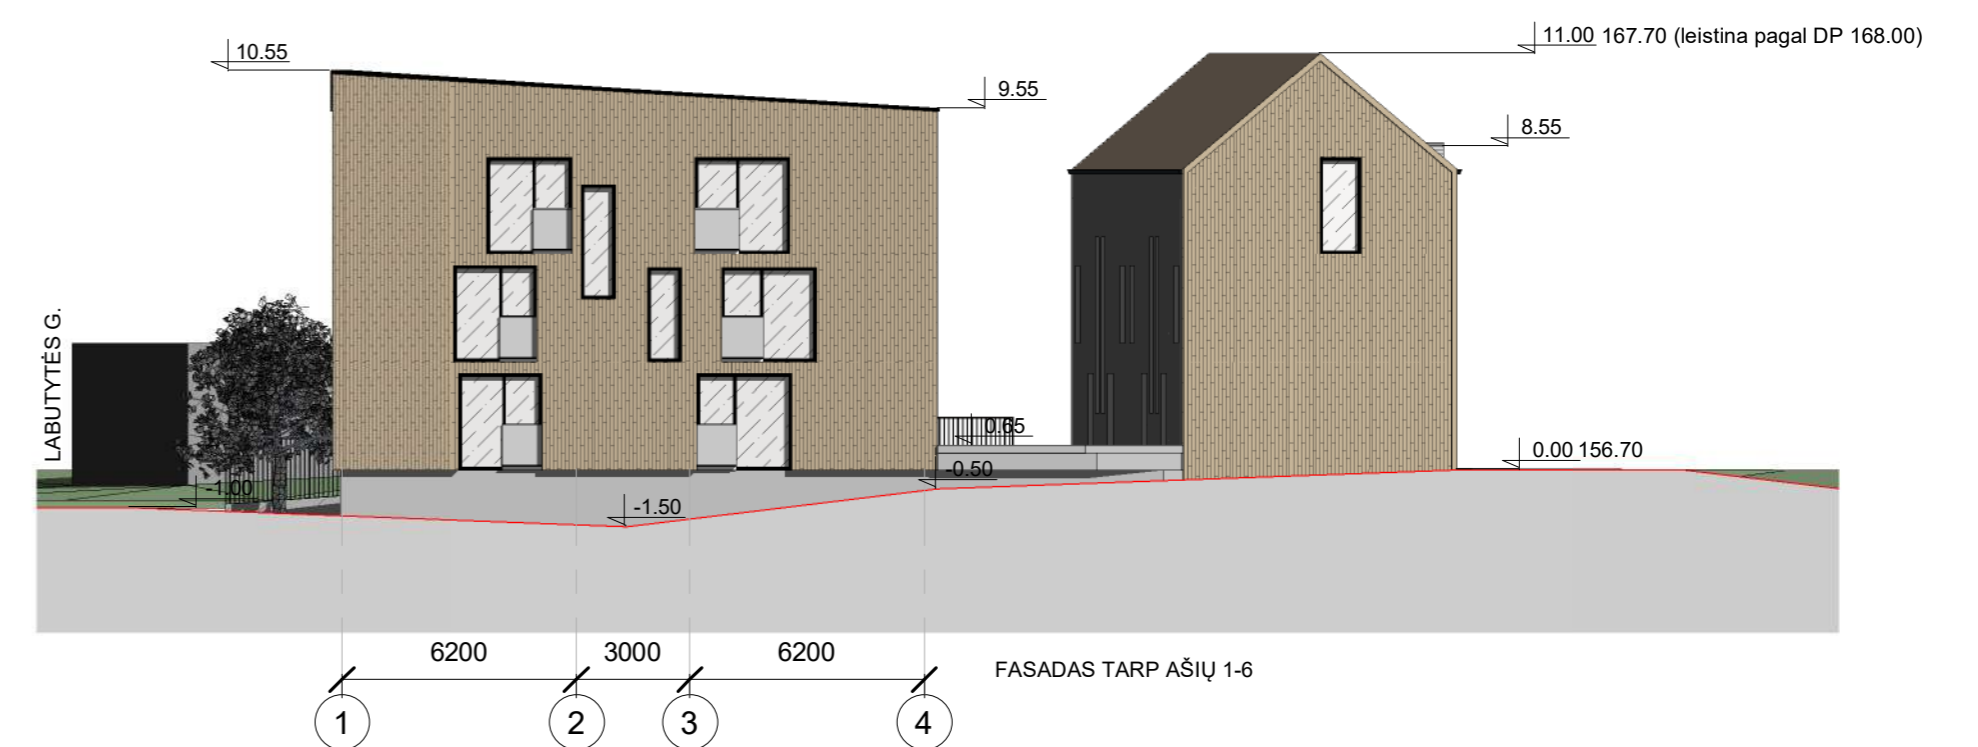 11.00 167.70 (leistina pagal DP 168.00)
10.55
9.55
8.55
LABUTYTĖS G.
0.65
0.00 156.70
-0.50
-1.00
-1.50
6200 3000 6200
FASADAS TARP AŠIŲ 1-6
1 2 3 4